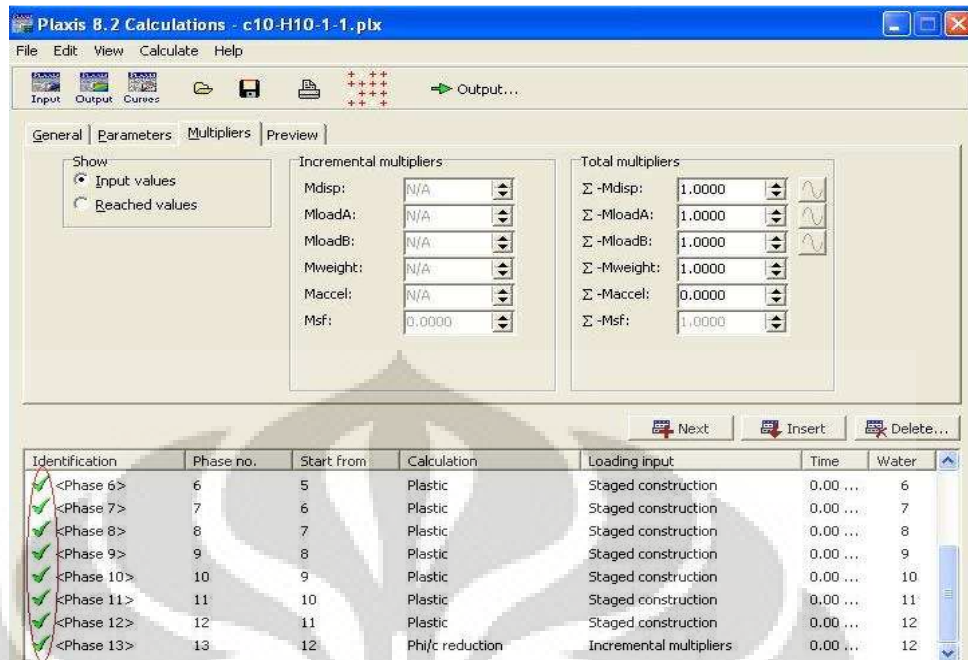 Plaxis 8.2 Calculations - c10-H10-1-1.plx
File Edit View Calculate Help
Input Output Curves Output...
General Parameters Multipliers Preview
Show
Input values
Reached values
Incremental multipliers
Mdisp: N/A
MloadA: N/A
MloadB: N/A
Mweight: N/A
Maccel: N/A
Msf: 0.0000
Total multipliers
Σ -Mdisp: 1.0000
Σ -MloadA: 1.0000
Σ -MloadB: 1.0000
Σ -Mweight: 1.0000
Σ -Maccel: 0.0000
Σ -Msf: 1.0000
Next Insert Delete...
Identification Phase no. Start from Calculation Loading input Time Water
<Phase 6> 6 5 Plastic Staged construction 0.00 ... 6
<Phase 7> 7 6 Plastic Staged construction 0.00 ... 7
<Phase 8> 8 7 Plastic Staged construction 0.00 ... 8
<Phase 9> 9 8 Plastic Staged construction 0.00 ... 9
<Phase 10> 10 9 Plastic Staged construction 0.00 ... 10
<Phase 11> 11 10 Plastic Staged construction 0.00 ... 11
<Phase 12> 12 11 Plastic Staged construction 0.00 ... 12
<Phase 13> 13 12 Phi/c reduction Incremental multipliers 0.00 ... 12